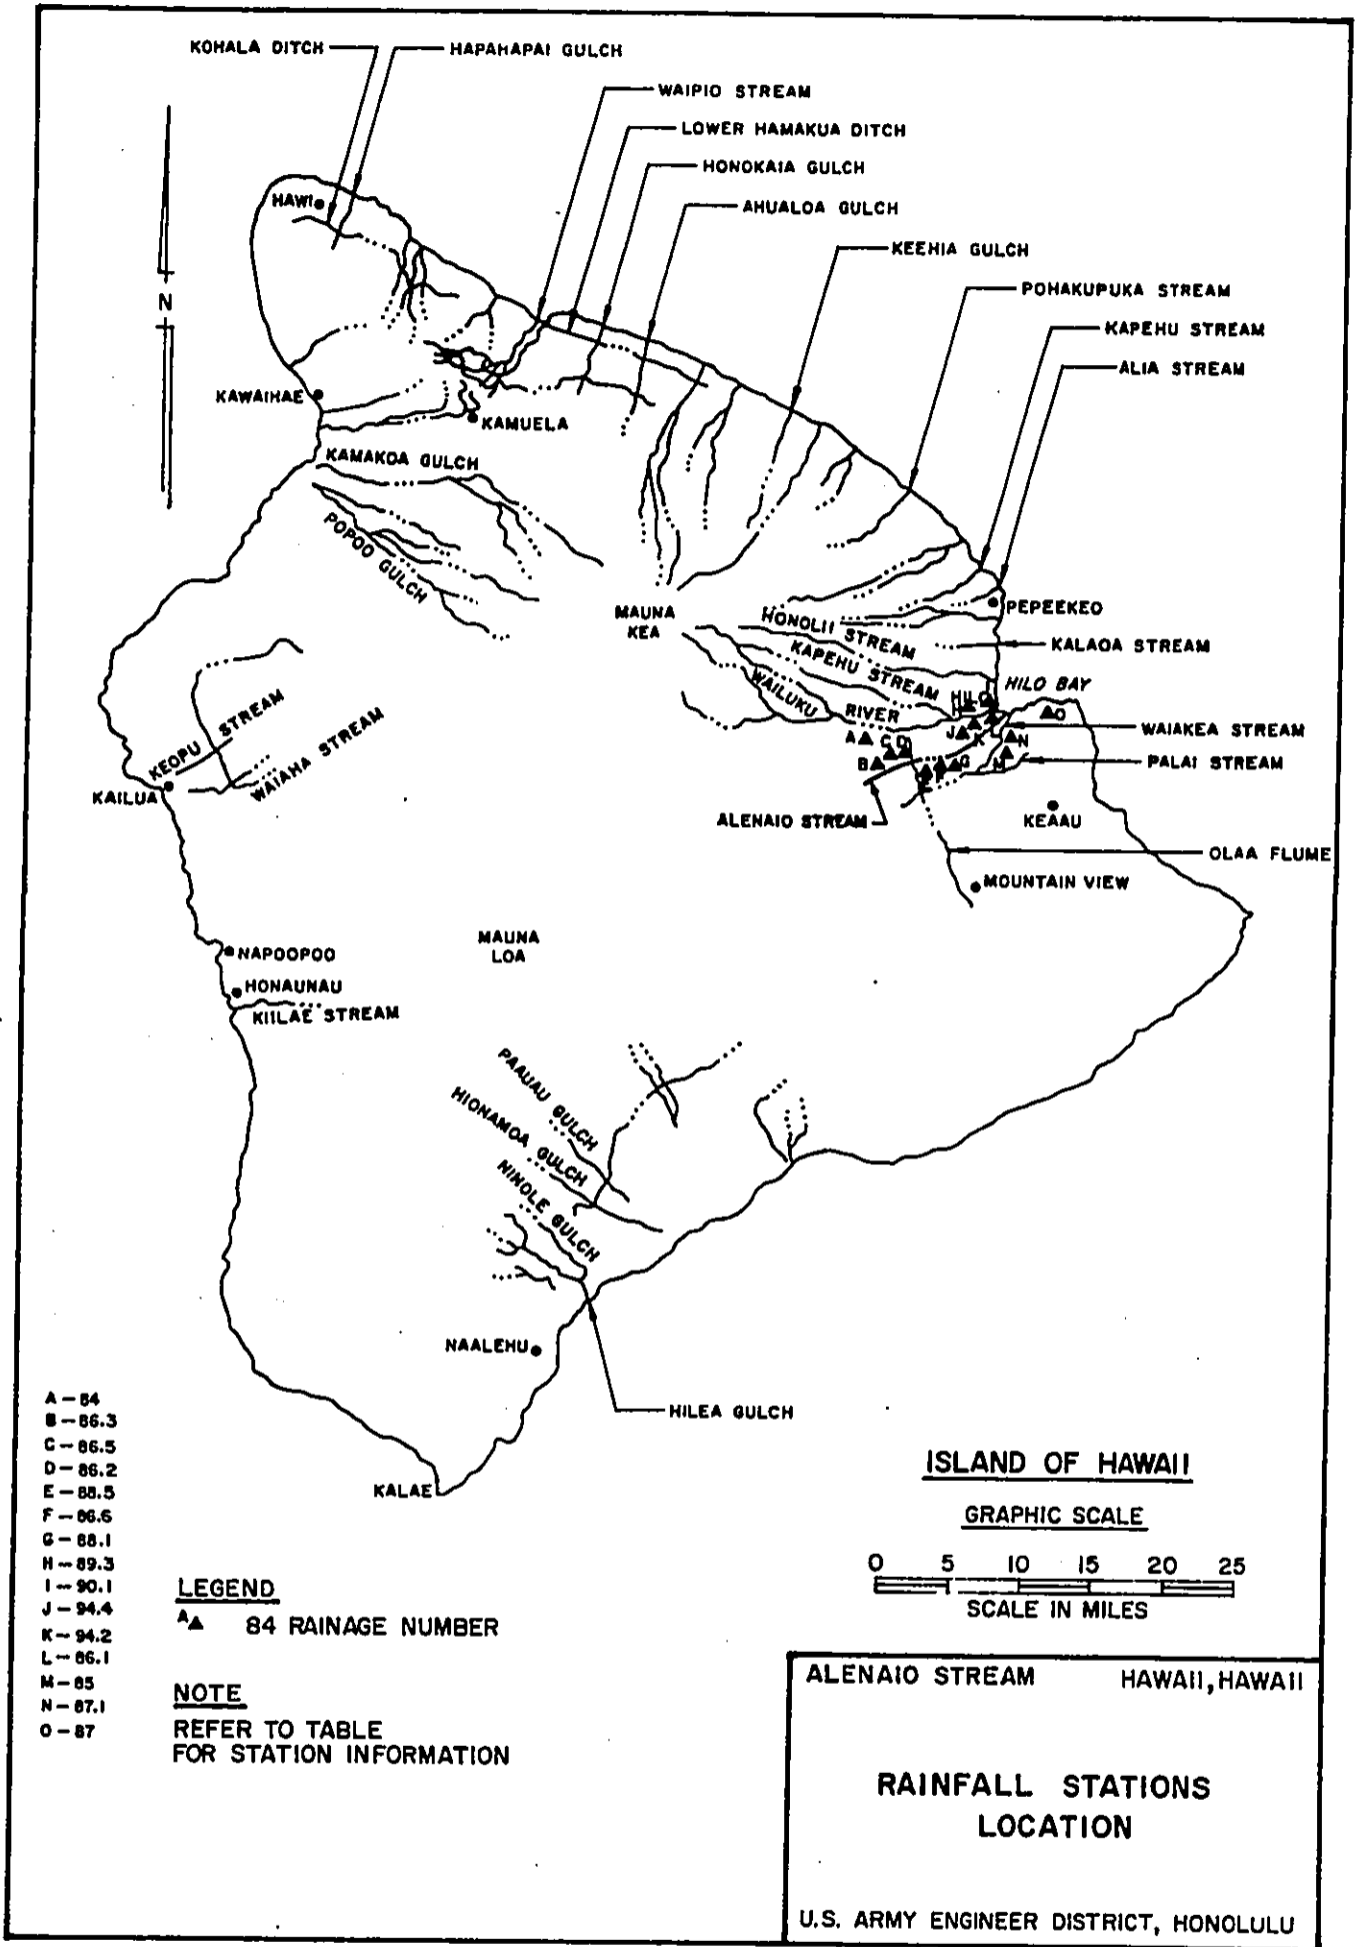 KOHALA DITCH
HAPAHAPAI GULCH
WAIPIO STREAM
LOWER HAMAKUA DITCH
HONOKAIA GULCH
AHUALOA GULCH
KEEHIA GULCH
POHAKUPUKA STREAM
KAPEHU STREAM
ALIA STREAM
HAWI
N
KAWAIHAE
KAMUELA
KAMAKOA GULCH
POPOO GULCH
MAUNA
KEA
PEPEEKEO
HONOLII STREAM
KALAOA STREAM
KAPEHU STREAM
HILO BAY
WAILUKU
RIVER
H
I
L
O
WAIAKEA STREAM
J
K
N
A
C
D
B
F
G
M
E
PALAI STREAM
KEOPU STREAM
WAIAHA STREAM
KAILUA
ALENAIO STREAM
KEAAU
OLAA FLUME
MOUNTAIN VIEW
MAUNA
LOA
NAPOOPOO
HONAUNAU
KIILAE STREAM
PAAUAU GULCH
HIONAMOA GULCH
NINOLE GULCH
NAALEHU
HILEA GULCH
KALAE
A - 84
B - 86.3
C - 86.5
D - 86.2
E - 88.5
F - 86.6
G - 88.1
H - 89.3
I - 90.1
J - 94.4
K - 94.2
L - 86.1
M - 85
N - 87.1
O - 87
LEGEND
A 84 RAINAGE NUMBER
NOTE
REFER TO TABLE
FOR STATION INFORMATION
ISLAND OF HAWAII
GRAPHIC SCALE
0 5 10 15 20 25
SCALE IN MILES
ALENAIO STREAM HAWAII, HAWAII
RAINFALL STATIONS
LOCATION
U.S. ARMY ENGINEER DISTRICT, HONOLULU